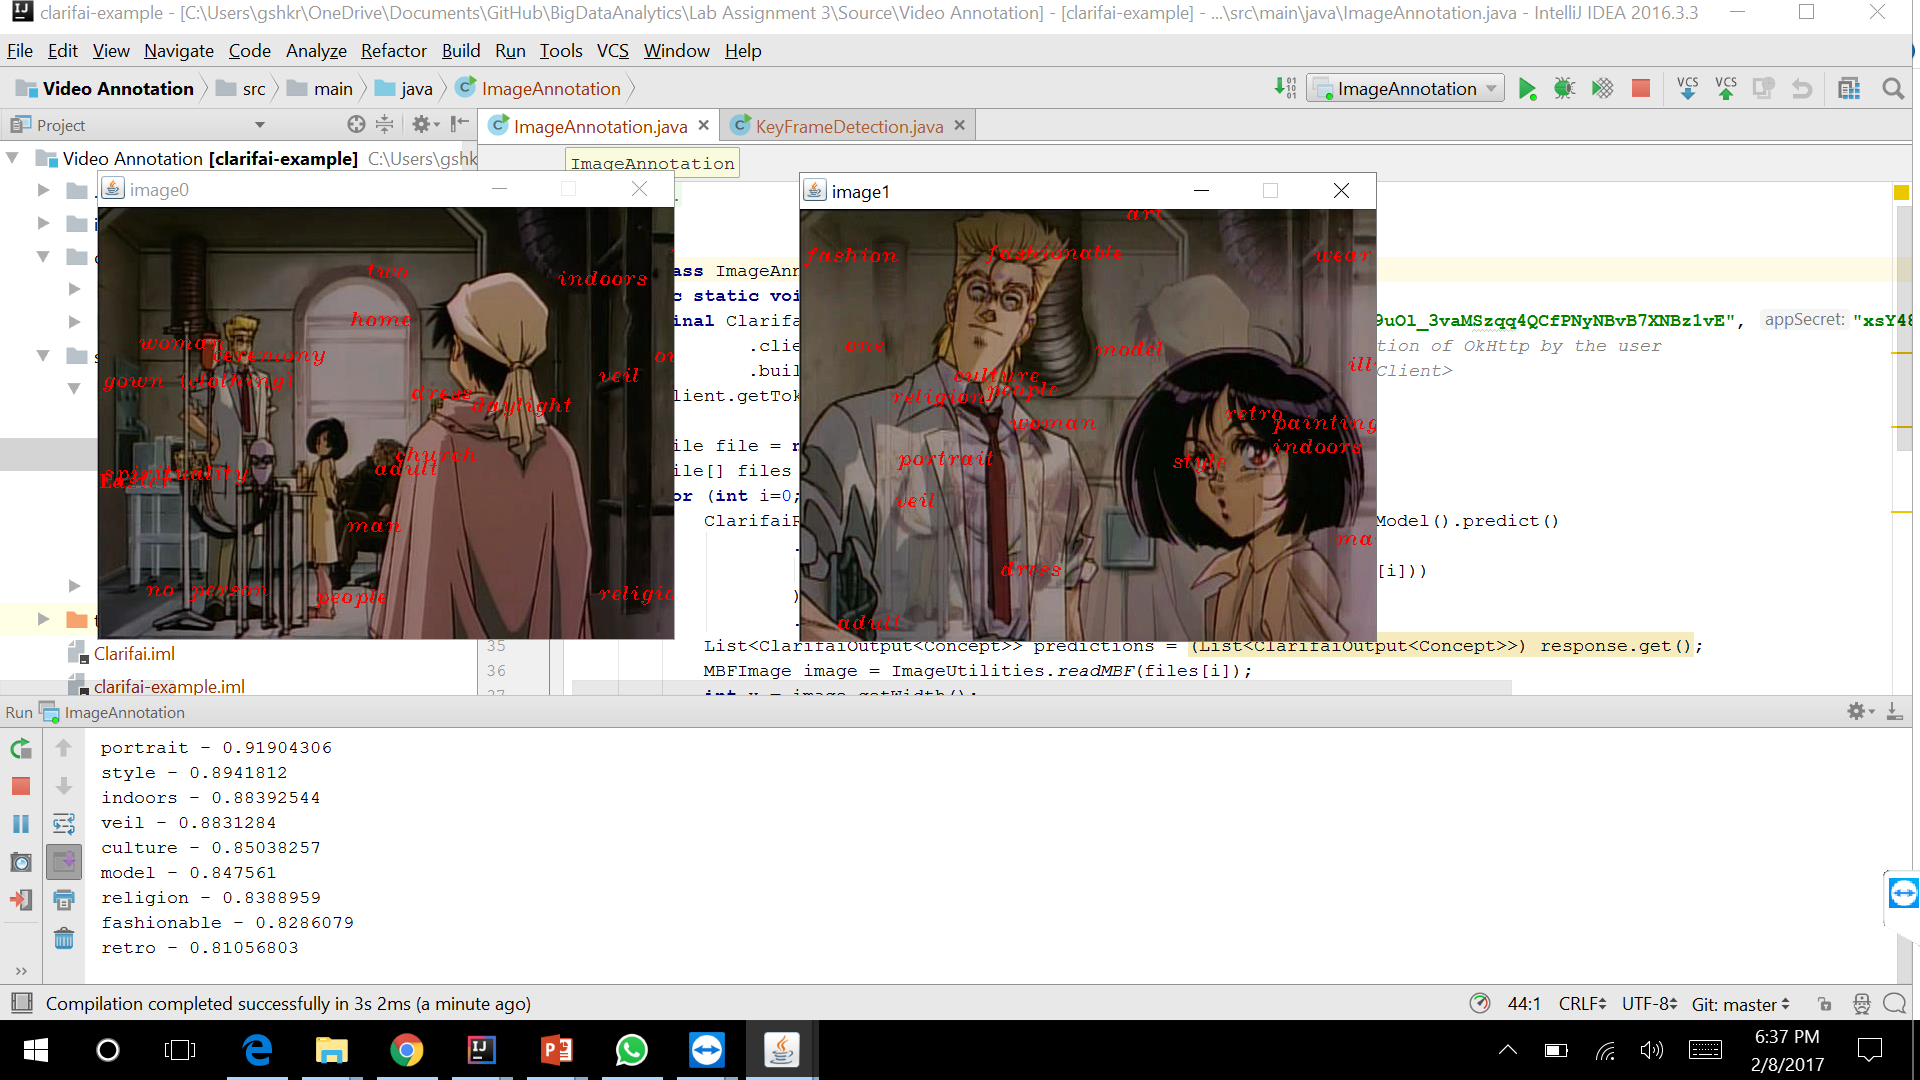 clarifai-example - [C:\Users\gshkr\OneDrive\Documents\GitHub\BigDataAnalytics\Lab Assignment 3\Source\Video Annotation] - [clarifai-example] - ...\src\main\java\ImageAnnotation.java - IntelliJ IDEA 2016.3.3
File Edit View Navigate Code Analyze Refactor Build Run Tools VCS Window Help
Video Annotation src main java ImageAnnotation
ImageAnnotation
VCS VCS
Project
ImageAnnotation.java KeyFrameDetection.java
Video Annotation [clarifai-example] C:\Users\gshk
ImageAnnotation
image0
two
indoors
home
woman
ceremony
gown (clothing)
veil
dress
daylight
church
adult
spirituality
Easter
man
no person
people
image1
art
fashion
fashionable
wear
one
model
culture
people
religion
retro
painting
woman
indoors
portrait
style
veil
dress
adult
ass ImageAnn
c static voi
inal Clarifa
9uOl_3vaMSzqq4QCfPNyNBvB7XNBz1vE", appSecret: "xsY48
.clie
tion of OkHttp by the user
.buil
Client>
lient.getTok
ile file = n
ile[] files
or (int i=0;
ClarifaiR
Model().predict()
[i]))
)
35 List<ClarifaiOutput<Concept>> predictions = (List<ClarifaiOutput<Concept>>) response.get();
36 MBFImage image = ImageUtilities.readMBF(files[i]);
37 int x = image.getWidth();
Clarifai.iml
clarifai-example.iml
Run ImageAnnotation
portrait - 0.91904306
style - 0.8941812
indoors - 0.88392544
veil - 0.8831284
culture - 0.85038257
model - 0.847561
religion - 0.8388959
fashionable - 0.8286079
retro - 0.81056803
Compilation completed successfully in 3s 2ms (a minute ago)
44:1 CRLF UTF-8 Git: master
6:37 PM
2/8/2017